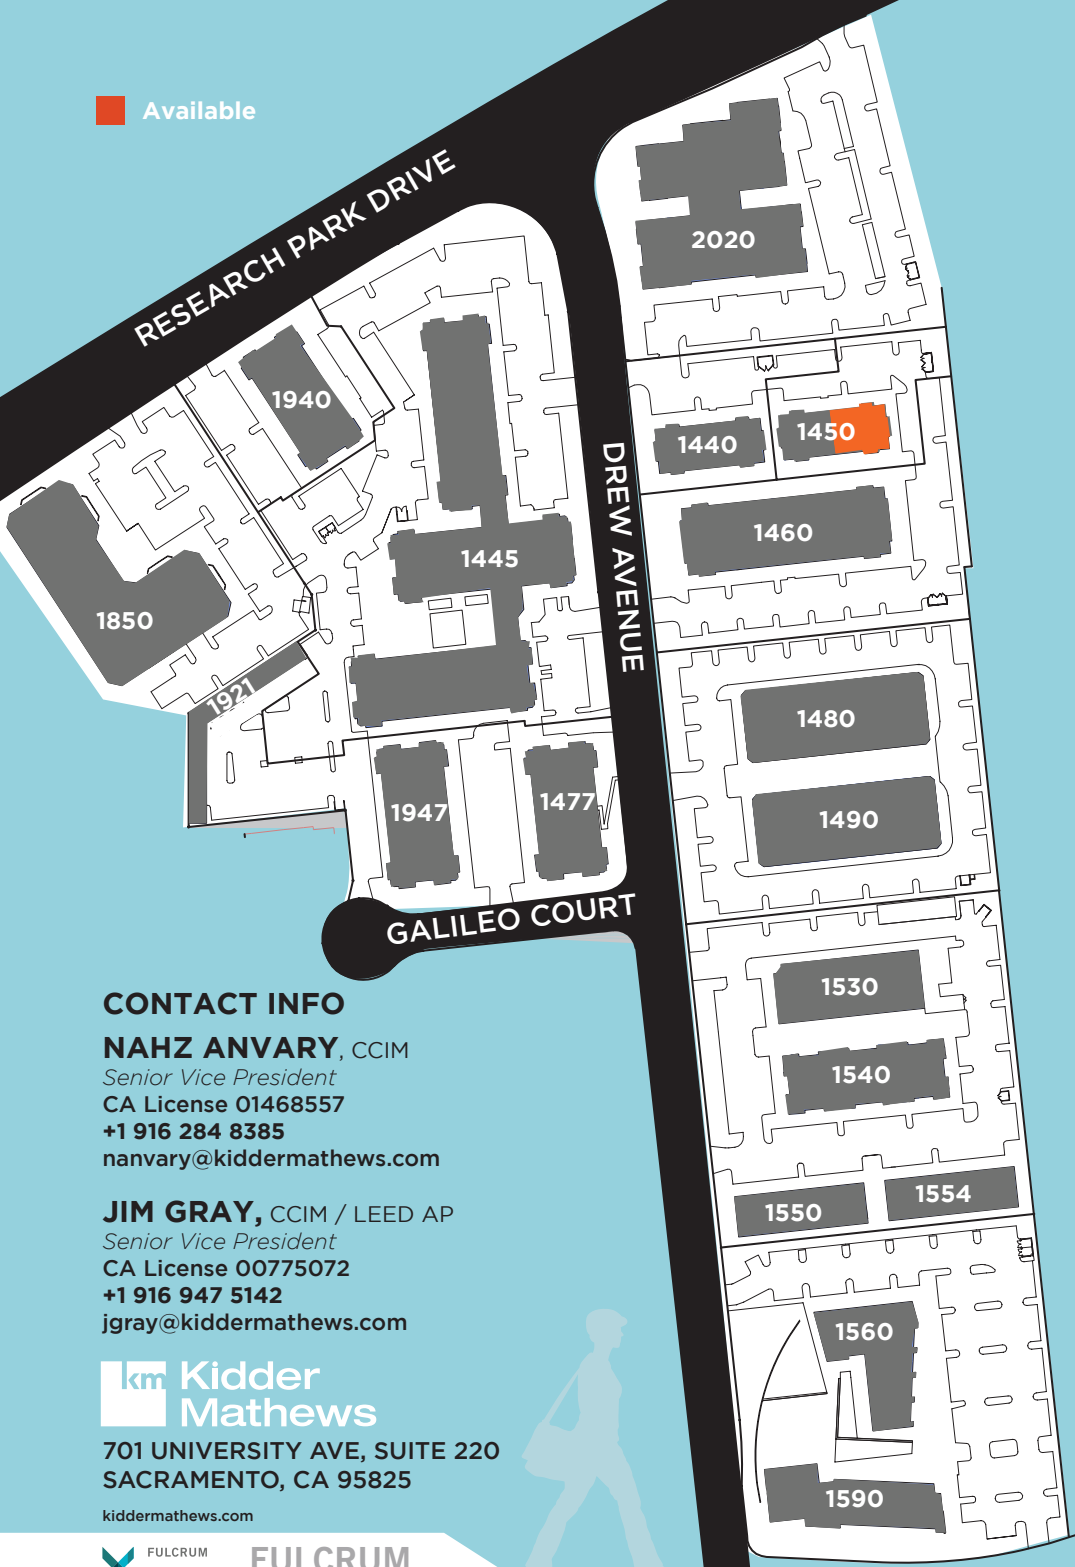 Available
RESEARCH PARK DRIVE
2020
1940
1440
1450
DREW AVENUE
1460
1445
1850
1921
1480
1947
1477
1490
GALILEO COURT
1530
1540
1550
1554
1560
1590
CONTACT INFO
NAHZ ANVARY, CCIM
Senior Vice President
CA License 01468557
+1 916 284 8385
nanvary@kiddermathews.com
JIM GRAY, CCIM / LEED AP
Senior Vice President
CA License 00775072
+1 916 947 5142
jgray@kiddermathews.com
km Kidder
Mathews
701 UNIVERSITY AVE, SUITE 220
SACRAMENTO, CA 95825
kiddermathews.com
FULCRUM
FULCRUM